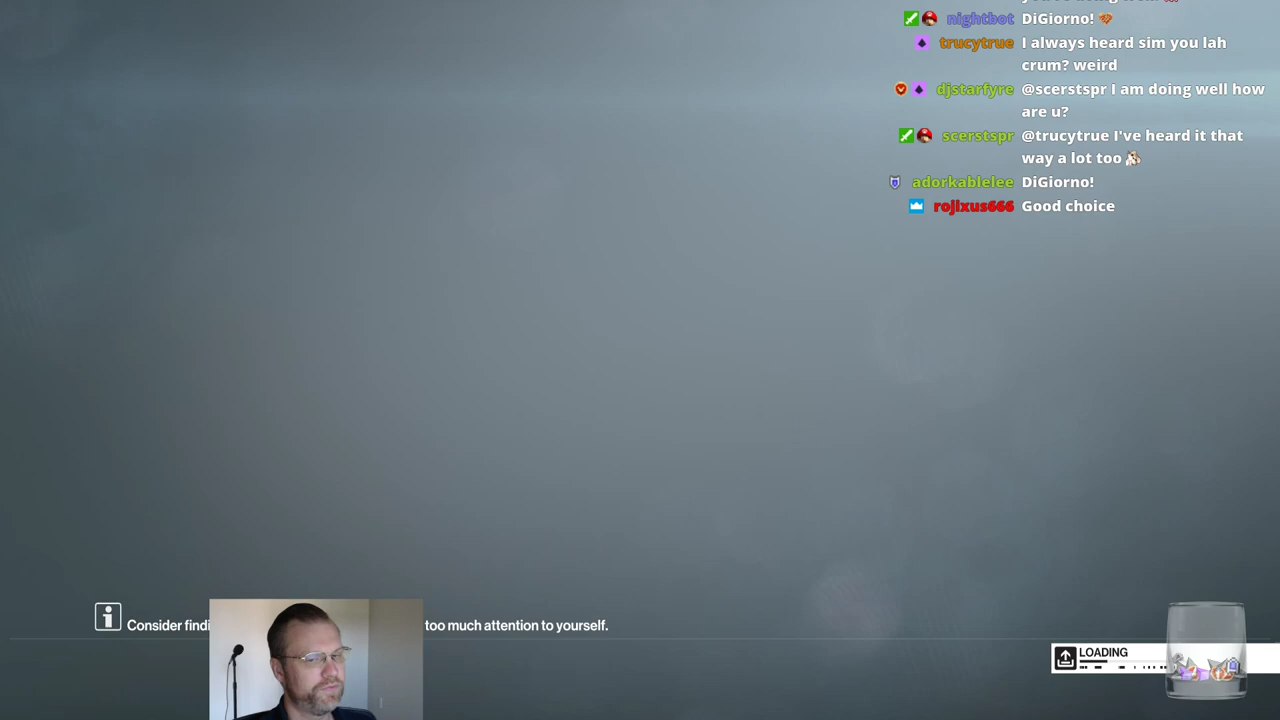 nightbot DiGiorno!
trucytrue I always heard sim you lah
crum? weird
djstarfyre @scerstspr I am doing well how
are u?
scerstspr @trucytrue I've heard it that
way a lot too
adorkablelee DiGiorno!
rojixus666 Good choice
Consider findi too much attention to yourself.
LOADING